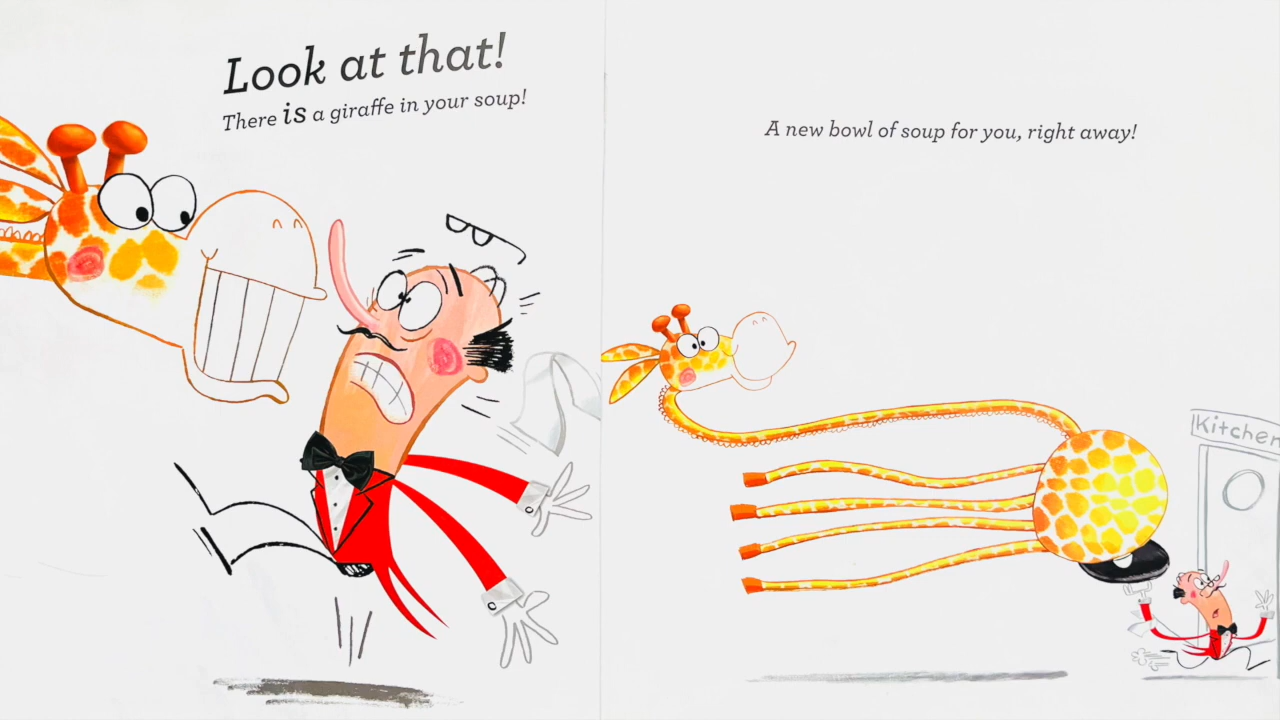 Look at that!
There is a giraffe in your soup!
A new bowl of soup for you, right away!
Kitchen